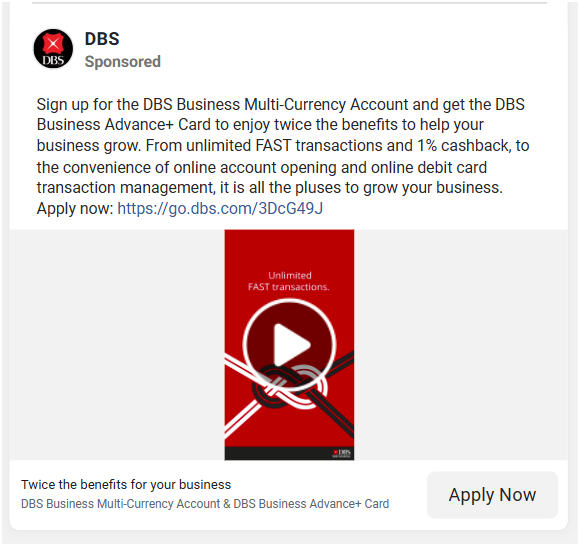 DBS
DBS
Sponsored
Sign up for the DBS Business Multi-Currency Account and get the DBS
Business Advance+ Card to enjoy twice the benefits to help your
business grow. From unlimited FAST transactions and 1% cashback, to
the convenience of online account opening and online debit card
transaction management, it is all the pluses to grow your business.
Apply now: https://go.dbs.com/3DcG49J
Unlimited
FAST transactions.
DBS
Twice the benefits for your business
DBS Business Multi-Currency Account & DBS Business Advance+ Card
Apply Now